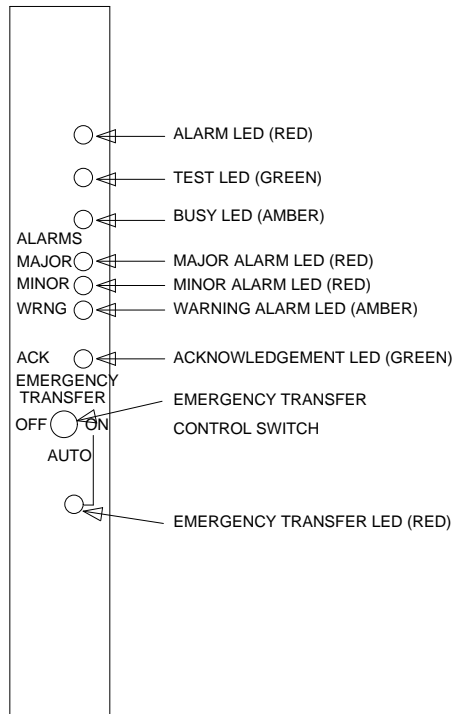 ALARM LED (RED)
TEST LED (GREEN)
BUSY LED (AMBER)
ALARMS
MAJOR MAJOR ALARM LED (RED)
MINOR MINOR ALARM LED (RED)
WRNG WARNING ALARM LED (AMBER)
ACK ACKNOWLEDGEMENT LED (GREEN)
EMERGENCY
TRANSFER
EMERGENCY TRANSFER
OFF ON
CONTROL SWITCH
AUTO
EMERGENCY TRANSFER LED (RED)